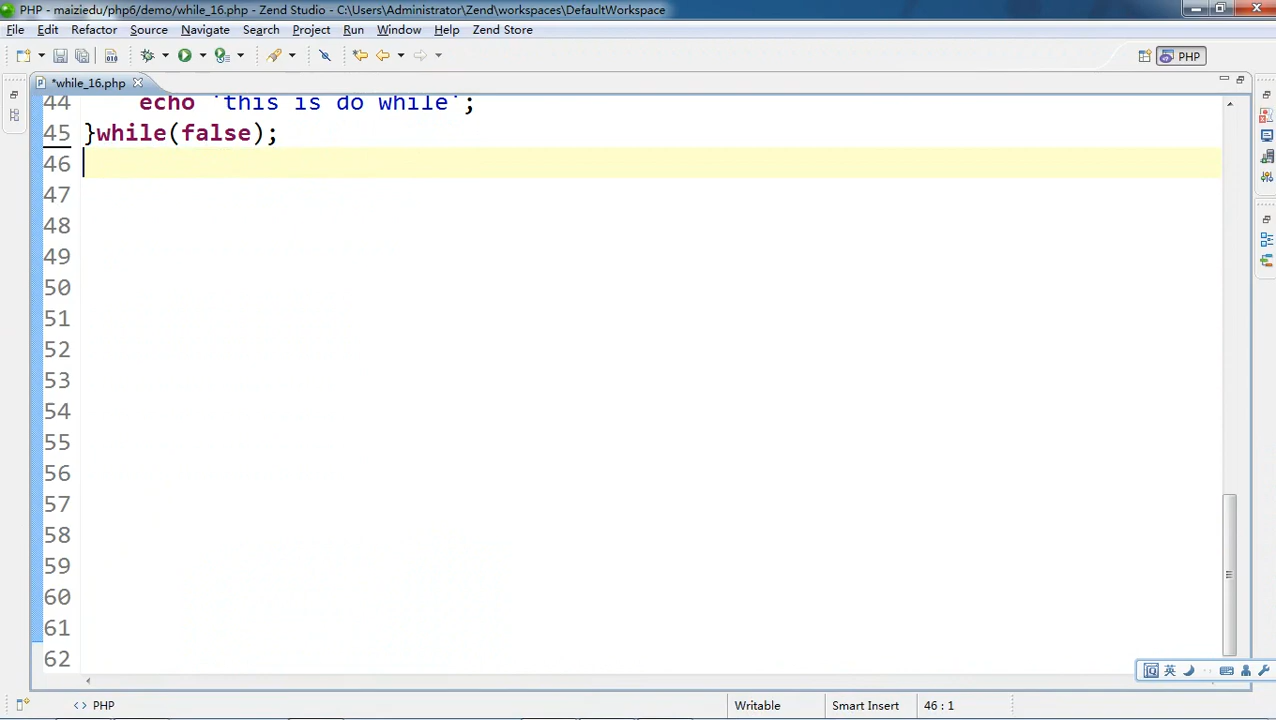 PHP - maiziedu/php6/demo/while_16.php - Zend Studio - C:\Users\Administrator\Zend\workspaces\DefaultWorkspace
File Edit Refactor Source Navigate Search Project Run Window Help Zend Store
PHP
*while_16.php
44 echo 'this is do while';
45 }while(false);
46
47
48
49
50
51
52
53
54
55
56
57
58
59
60
61
62
英
<> PHP Writable Smart Insert 46 : 1